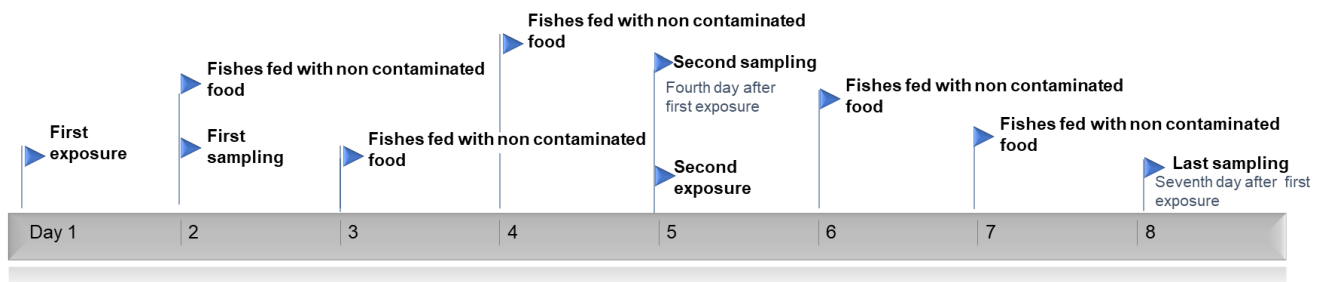 First
exposure
Fishes fed with non contaminated
food
First
sampling
Fishes fed with non contaminated
food
Fishes fed with non contaminated
food
Second sampling
Fourth day after
first exposure
Second
exposure
Fishes fed with non contaminated
food
Fishes fed with non contaminated
food
Last sampling
Seventh day after first
exposure
Day 1
2
3
4
5
6
7
8